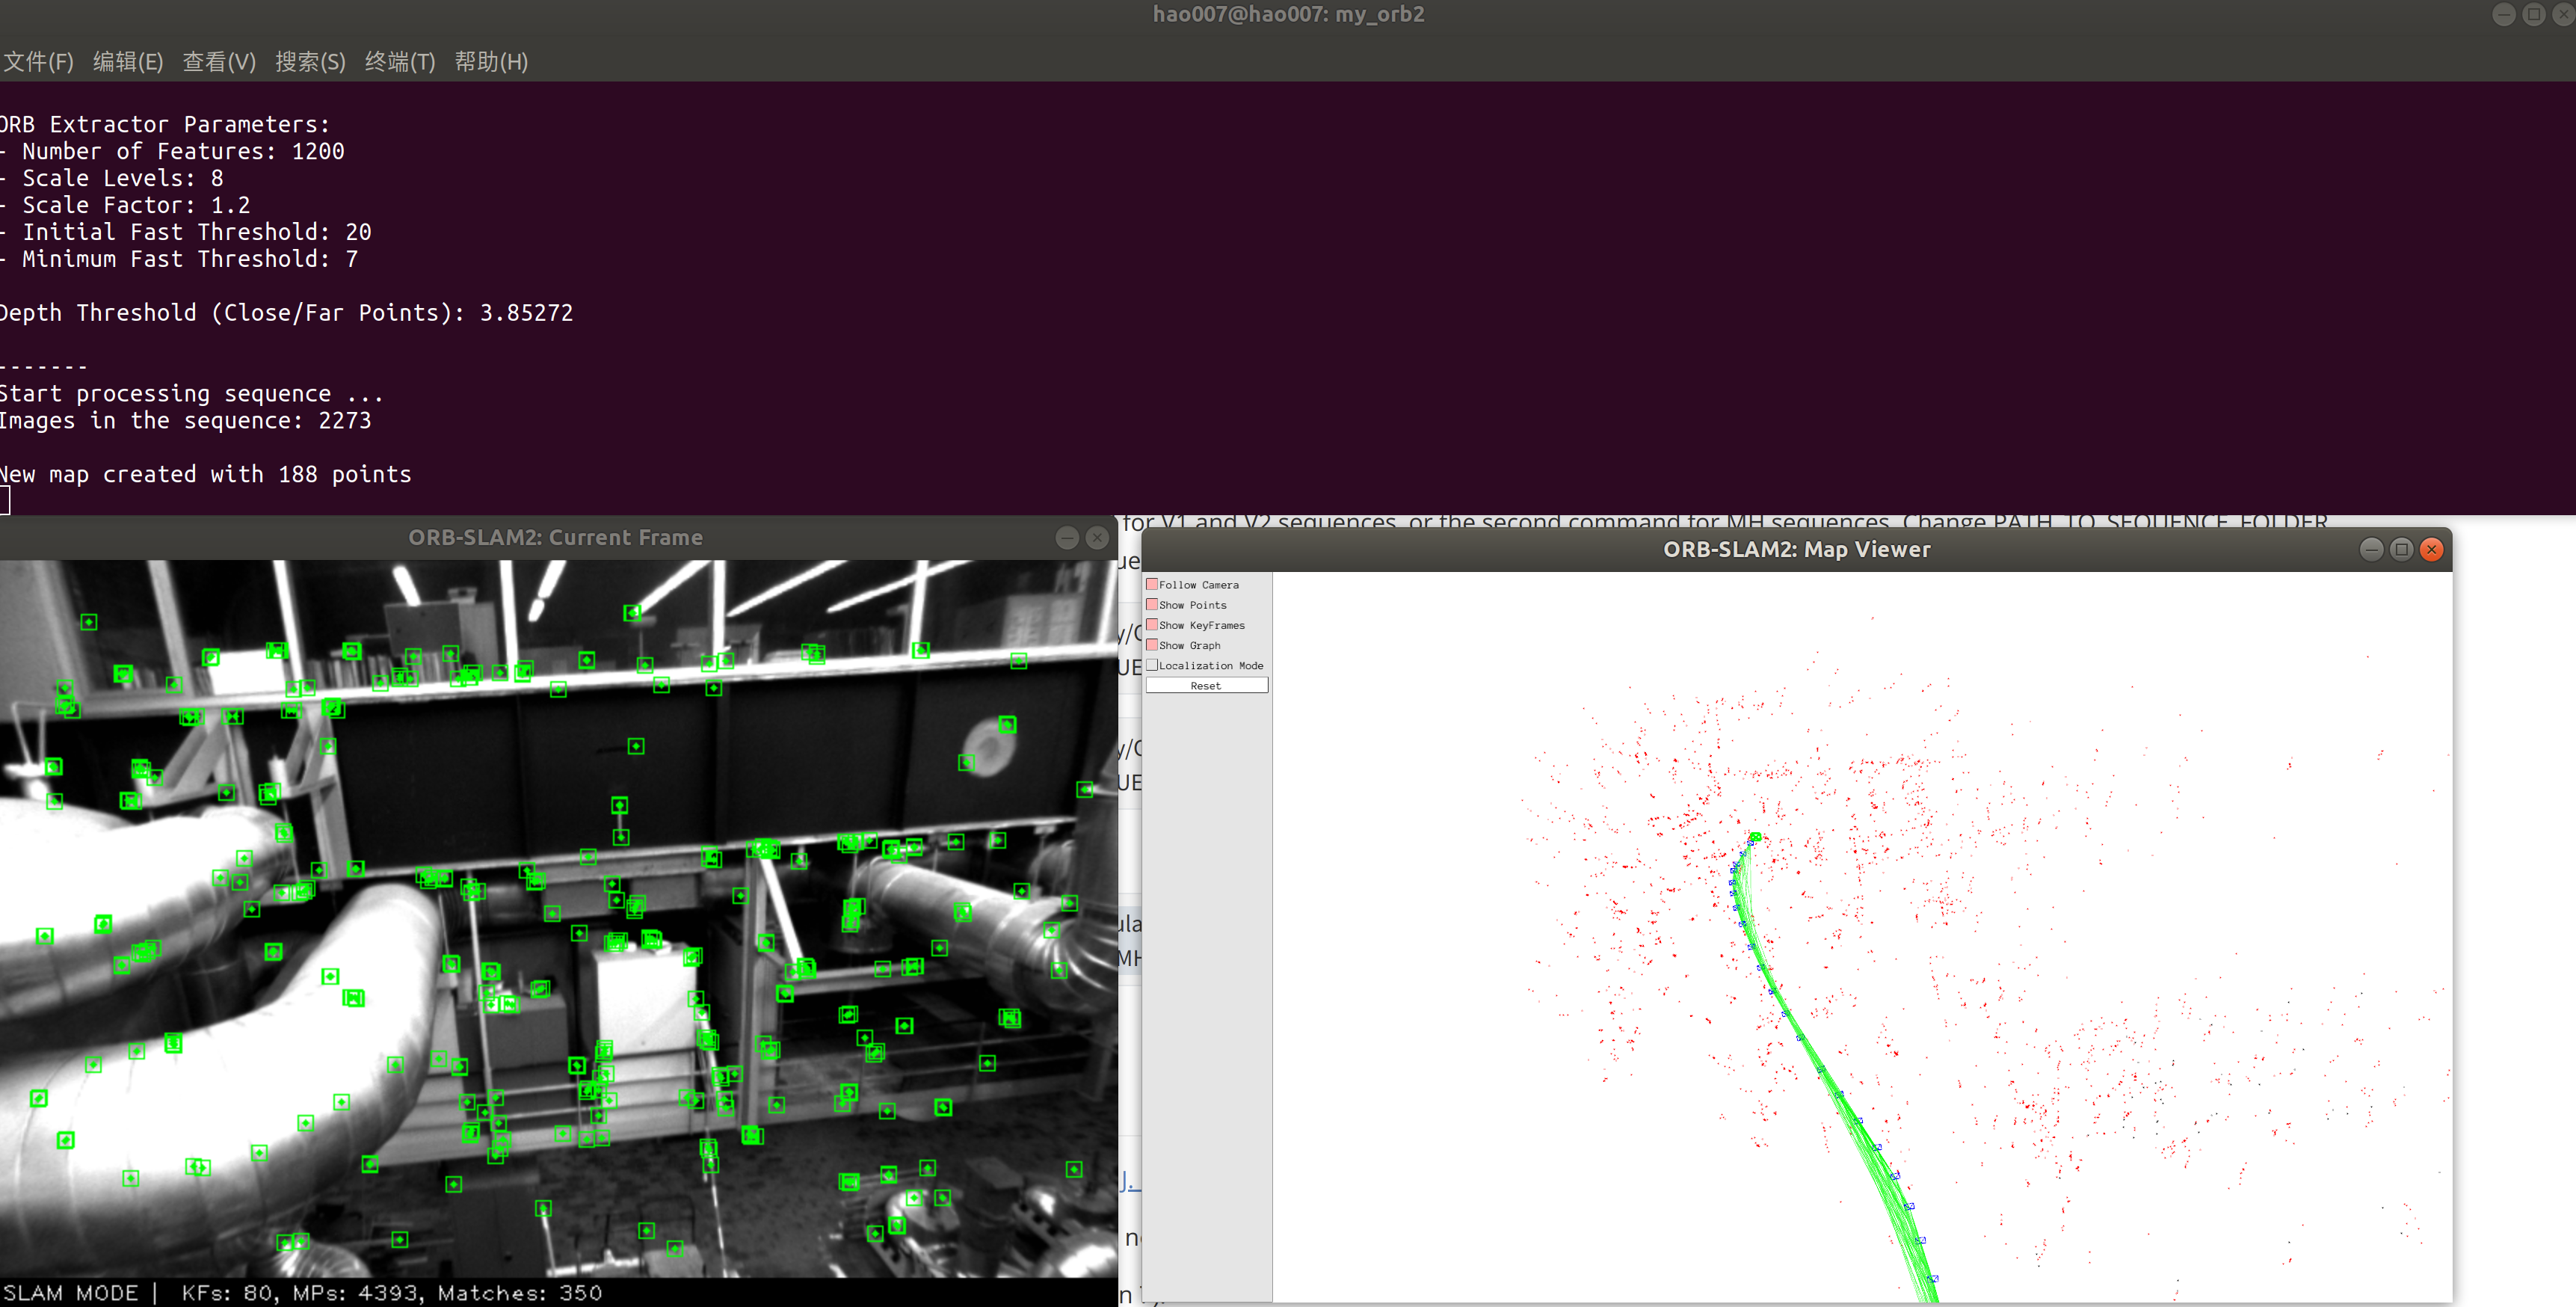 hao007@hao007: my_orb2
文件(F) 编辑(E) 查看(V) 搜索(S) 终端(T) 帮助(H)
ORB Extractor Parameters:
- Number of Features: 1200
- Scale Levels: 8
- Scale Factor: 1.2
- Initial Fast Threshold: 20
- Minimum Fast Threshold: 7
Depth Threshold (Close/Far Points): 3.85272
-------
Start processing sequence ...
Images in the sequence: 2273
New map created with 188 points
for V1 and V2 sequences, or the second command for MH sequences. Change PATH_TO_SEQUENCE_FOLDER
ORB-SLAM2: Current Frame
SLAM MODE | KFs: 80, MPs: 4393, Matches: 350
ORB-SLAM2: Map Viewer
Follow Camera
Show Points
Show KeyFrames
Show Graph
Localization Mode
Reset